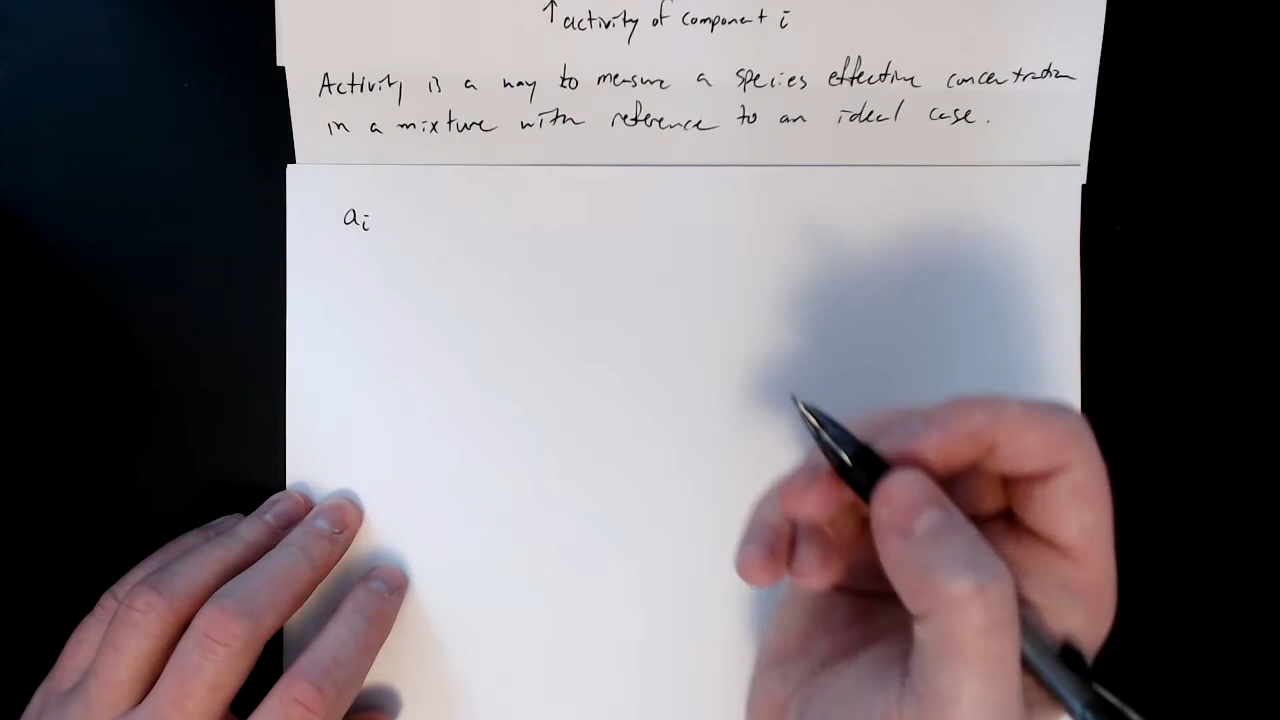 ↑ activity of component i
Activity is a way to measure a species effective concentration
in a mixture with reference to an ideal case.
aᵢ